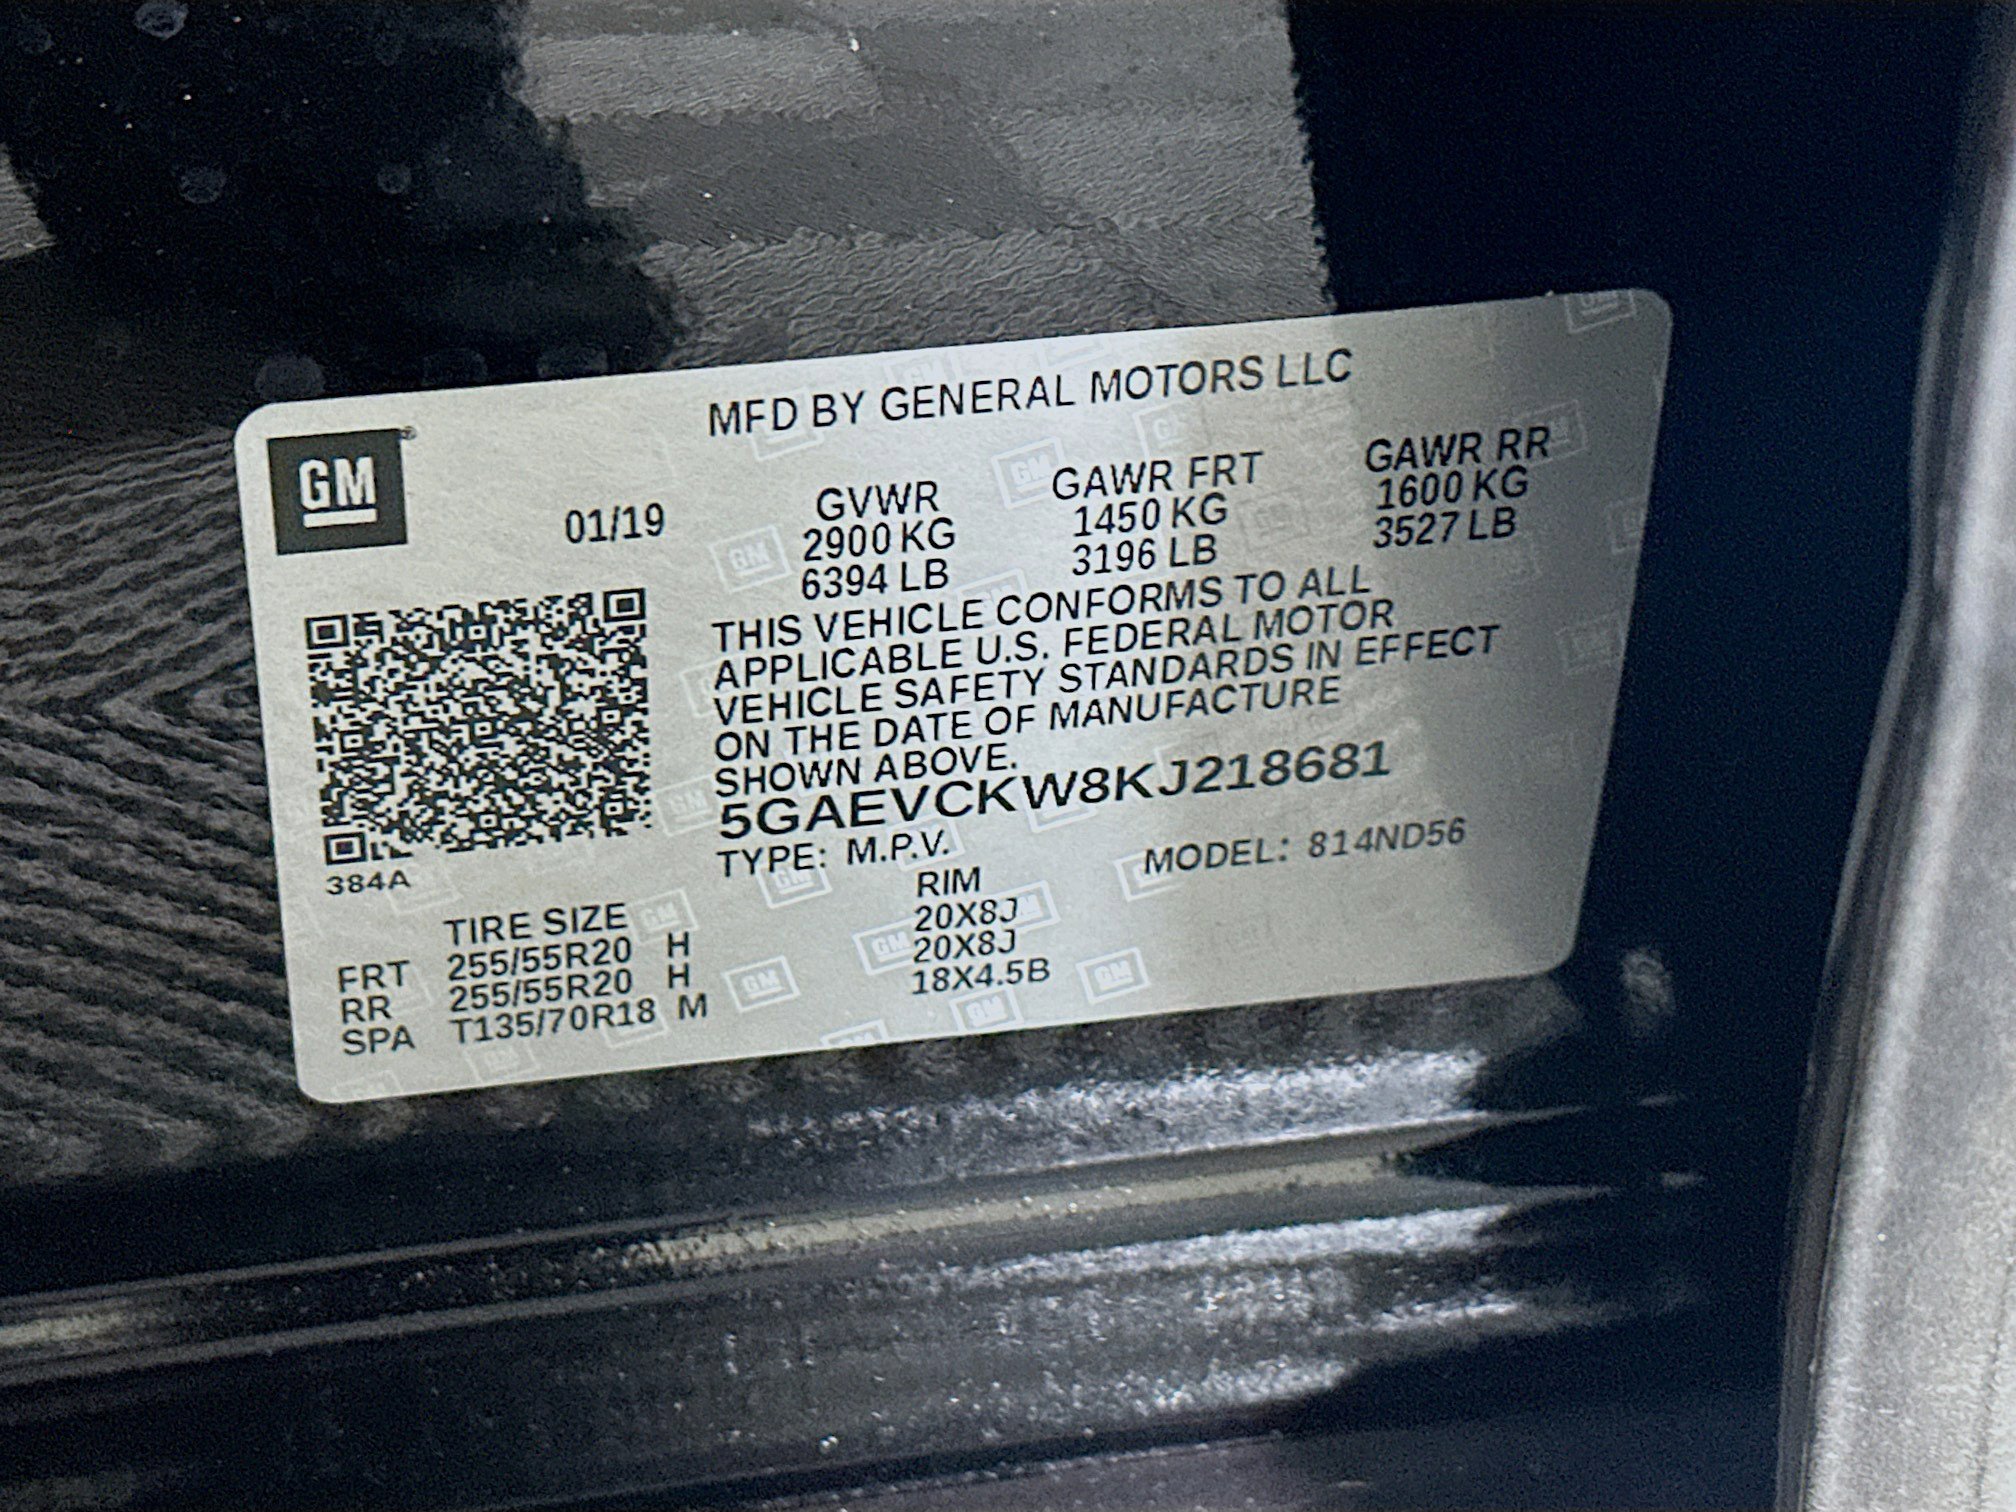 MFD BY GENERAL MOTORS LLC
GM
01/19
GVWR GAWR FRT GAWR RR
2900 KG 1450 KG 1600 KG
6394 LB 3196 LB 3527 LB
THIS VEHICLE CONFORMS TO ALL
APPLICABLE U.S. FEDERAL MOTOR
VEHICLE SAFETY STANDARDS IN EFFECT
ON THE DATE OF MANUFACTURE
SHOWN ABOVE.
5GAEVCKW8KJ218681
TYPE: M.P.V. MODEL: 814ND56
384A
TIRE SIZE RIM
FRT 255/55R20 H 20X8J
RR 255/55R20 H 20X8J
SPA T135/70R18 M 18X4.5B